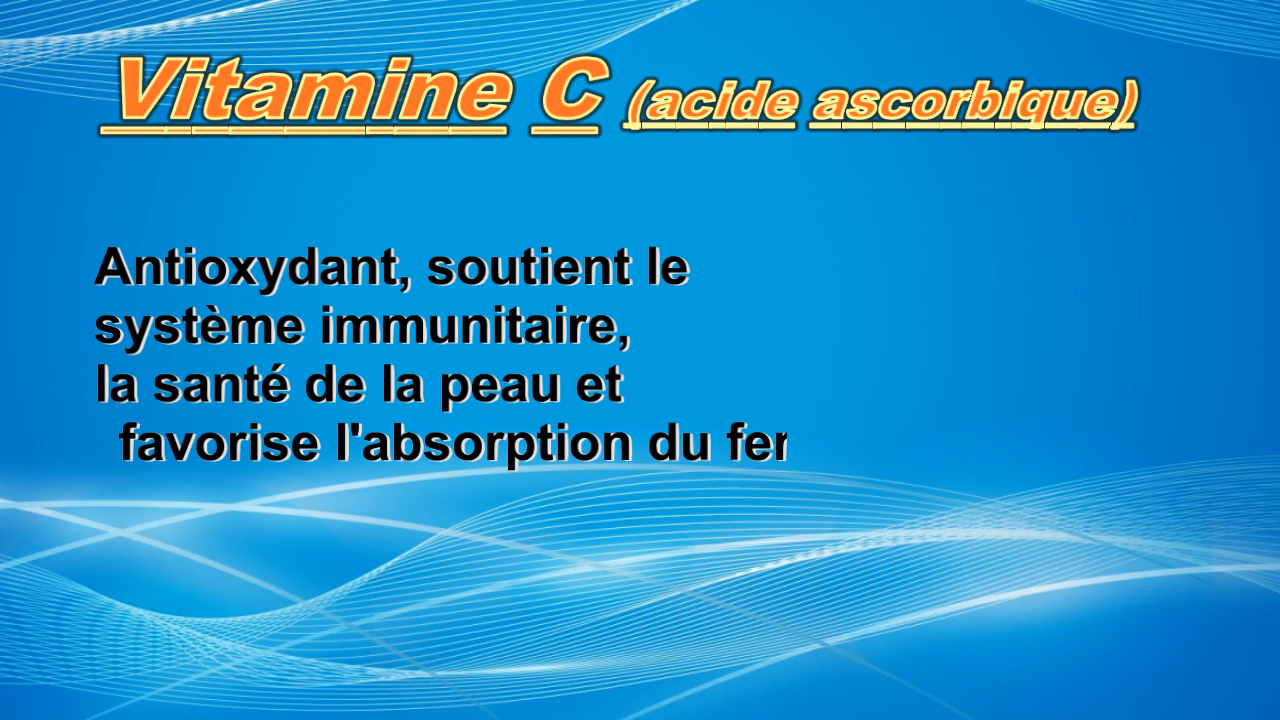 Vitamine C (acide ascorbique)
Antioxydant, soutient le
système immunitaire,
la santé de la peau et
favorise l'absorption du fer